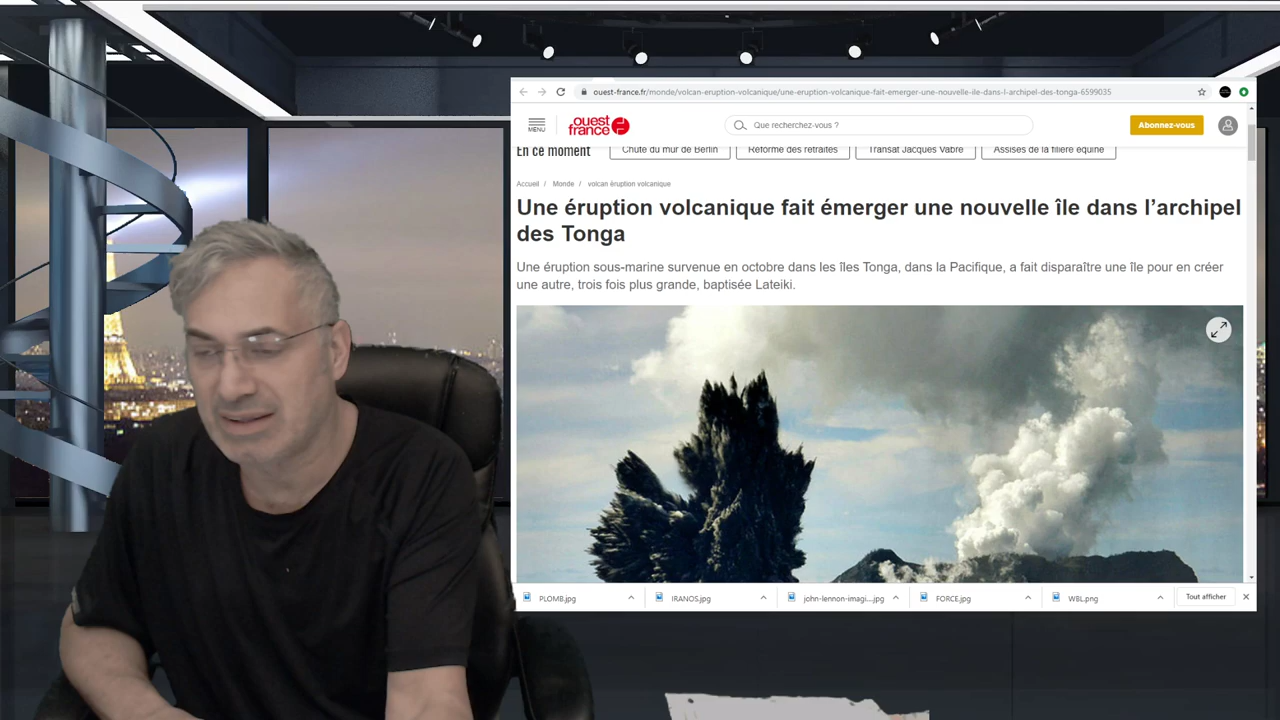 ouest-france.fr/monde/volcan-eruption-volcanique/une-eruption-volcanique-fait-emerger-une-nouvelle-ile-dans-l-archipel-des-tonga-6599035
MENU
ouest
france
Que recherchez-vous ?
Abonnez-vous
En ce moment
Chute du mur de Berlin
Réforme des retraites
Transat Jacques Vabre
Assises de la filière équine
Accueil / Monde / volcan éruption volcanique
Une éruption volcanique fait émerger une nouvelle île dans l’archipel
des Tonga
Une éruption sous-marine survenue en octobre dans les îles Tonga, dans la Pacifique, a fait disparaître une île pour en créer
une autre, trois fois plus grande, baptisée Lateiki.
PLOMB.jpg
IRANOS.jpg
john-lennon-imagi....jpg
FORCE.jpg
WBL.png
Tout afficher